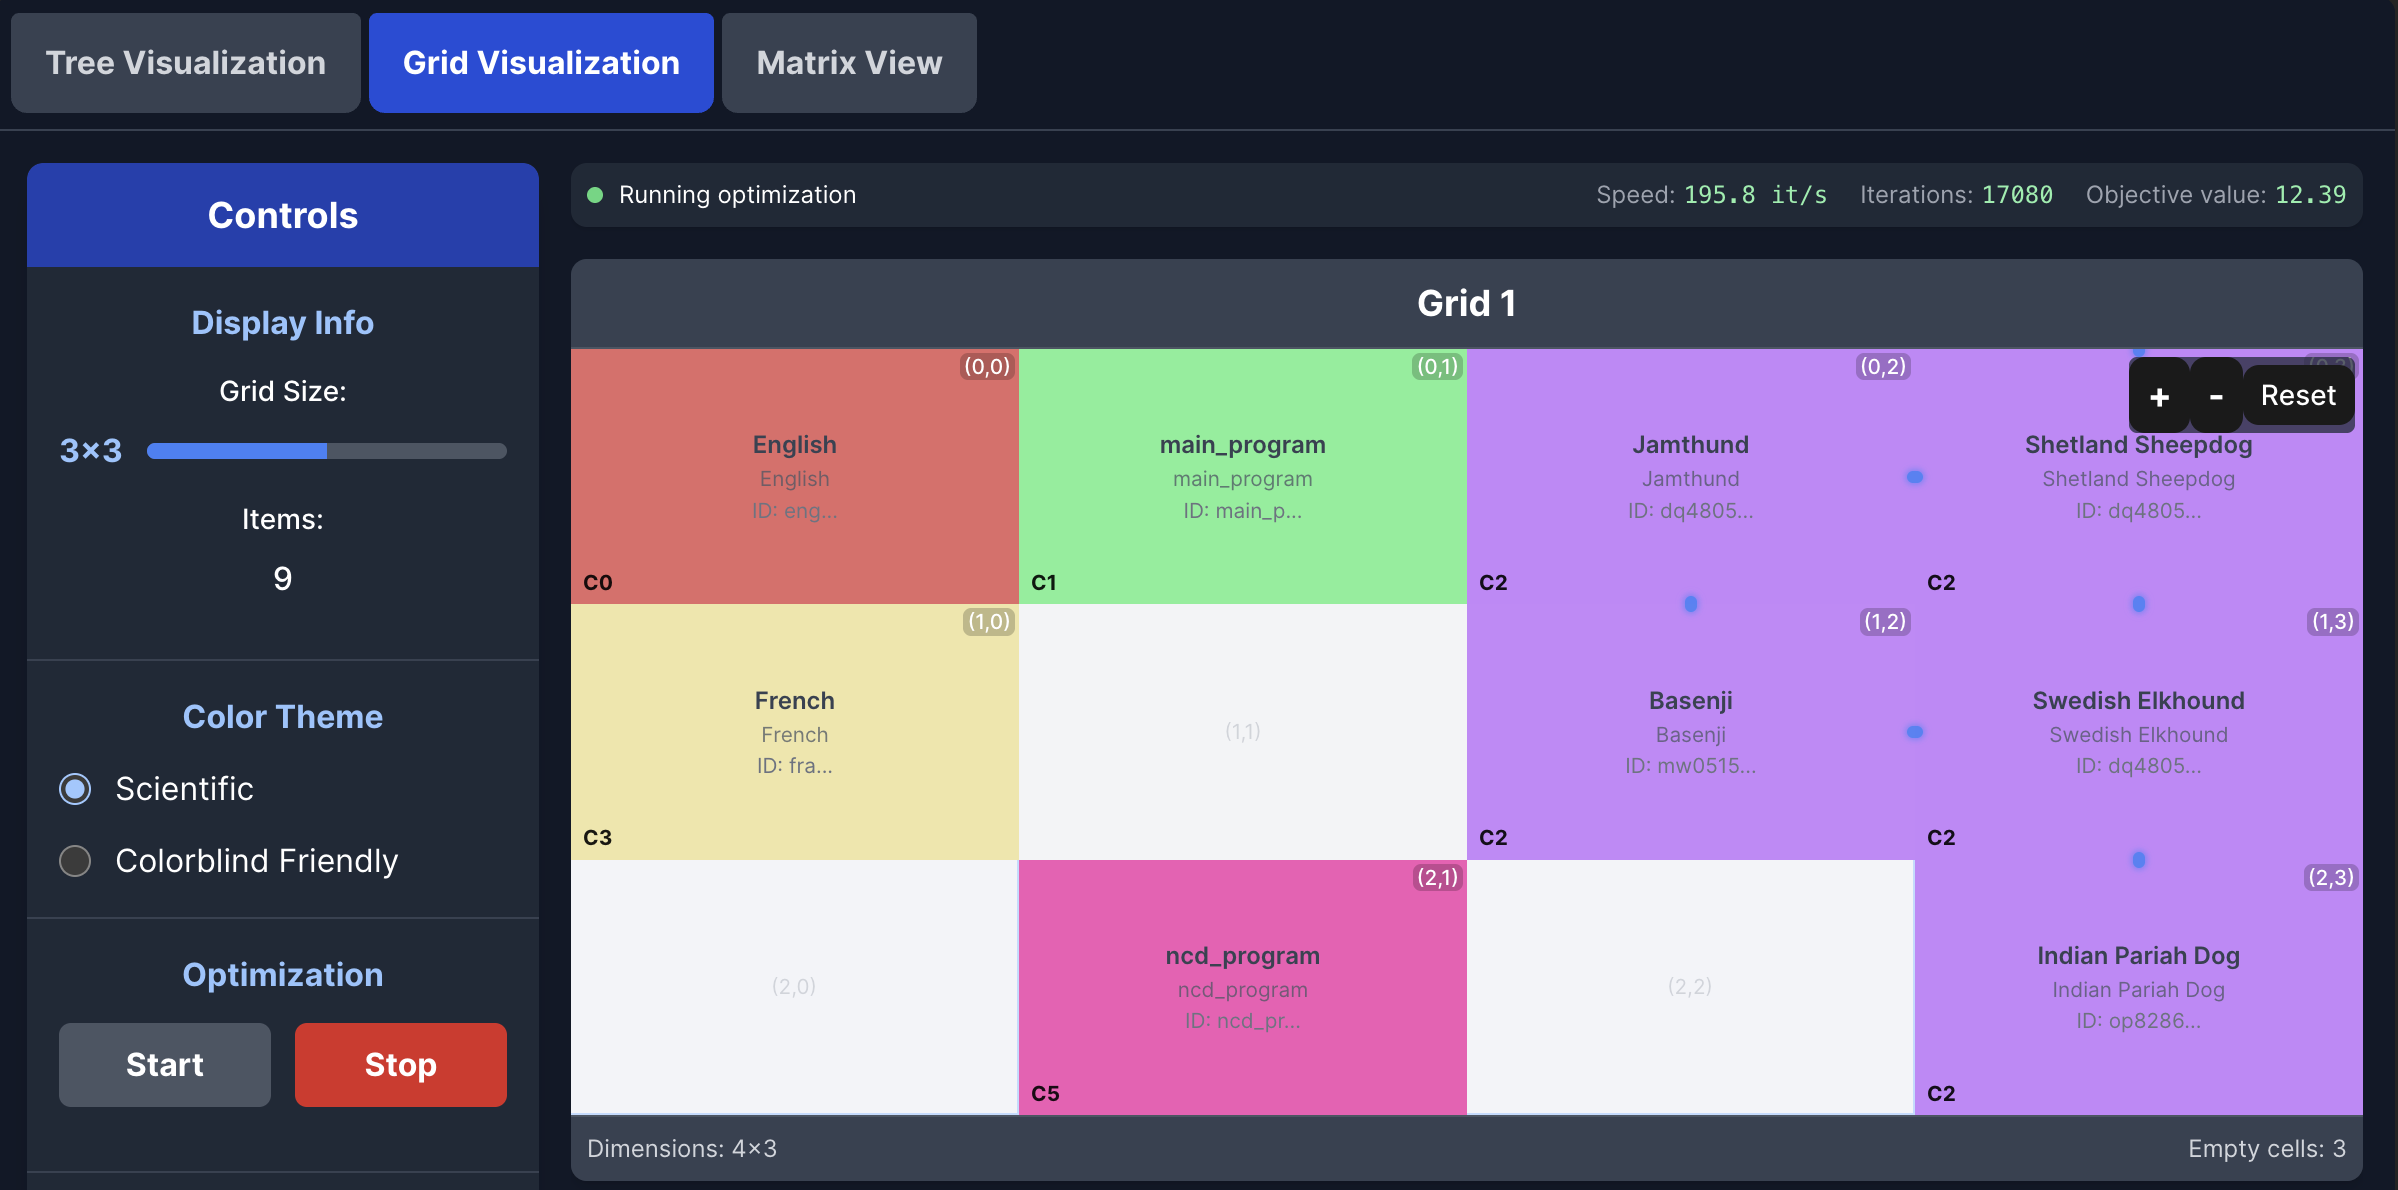 Tree Visualization
Grid Visualization
Matrix View
Controls
Display Info
Grid Size:
3×3
Items:
9
Color Theme
Scientific
Colorblind Friendly
Optimization
Start
Stop
Running optimization
Speed: 195.8 it/s
Iterations: 17080
Objective value: 12.39
Grid 1
(0,0)
English
English
ID: eng...
C0
(0,1)
main_program
main_program
ID: main_p...
C1
(0,2)
Jamthund
Jamthund
ID: dq4805...
C2
+
-
Reset
Shetland Sheepdog
Shetland Sheepdog
ID: dq4805...
C2
(1,0)
French
French
ID: fra...
C3
(1,1)
(1,2)
Basenji
Basenji
ID: mw0515...
C2
(1,3)
Swedish Elkhound
Swedish Elkhound
ID: dq4805...
C2
(2,0)
(2,1)
ncd_program
ncd_program
ID: ncd_pr...
C5
(2,2)
(2,3)
Indian Pariah Dog
Indian Pariah Dog
ID: op8286...
C2
Dimensions: 4×3
Empty cells: 3